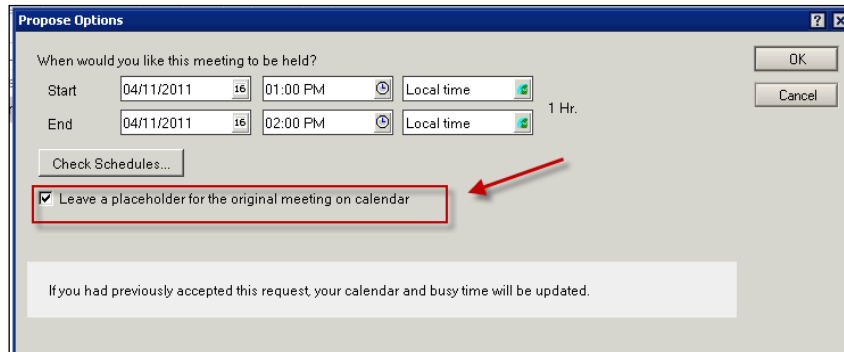 Propose Options
When would you like this meeting to be held?
OK
Start 04/11/2011 16 01:00 PM Local time
Cancel
1 Hr.
End 04/11/2011 16 02:00 PM Local time
Check Schedules...
Leave a placeholder for the original meeting on calendar
If you had previously accepted this request, your calendar and busy time will be updated.